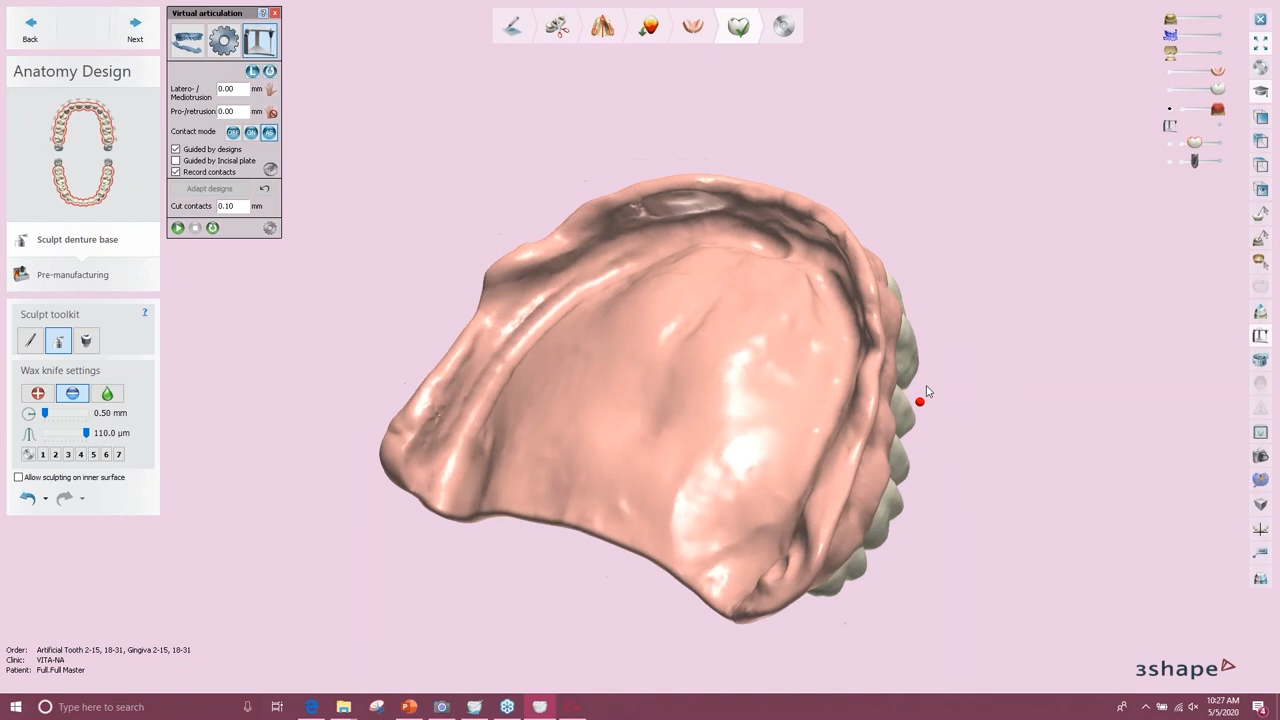 Back
Next
Anatomy Design
Sculpt denture base
Pre-manufacturing
Sculpt toolkit
?
Wax knife settings
0.50 mm
110.0 µm
1 2 3 4 5 6 7
Allow sculpting on inner surface
Virtual articulation
?
x
L
Latero- / 0.00 mm
Mediotrusion
Pro-/retrusion 0.00 mm
Contact mode OFF ON AS
Guided by designs
Guided by Incisal plate
Record contacts
Adapt designs
Cut contacts 0.10 mm
Order: Artificial Tooth 2-15, 18-31, Gingiva 2-15, 18-31
Clinic: VITA-NA
Patient: Full.Full Master
3shape
Type here to search
10:27 AM
5/5/2020
4